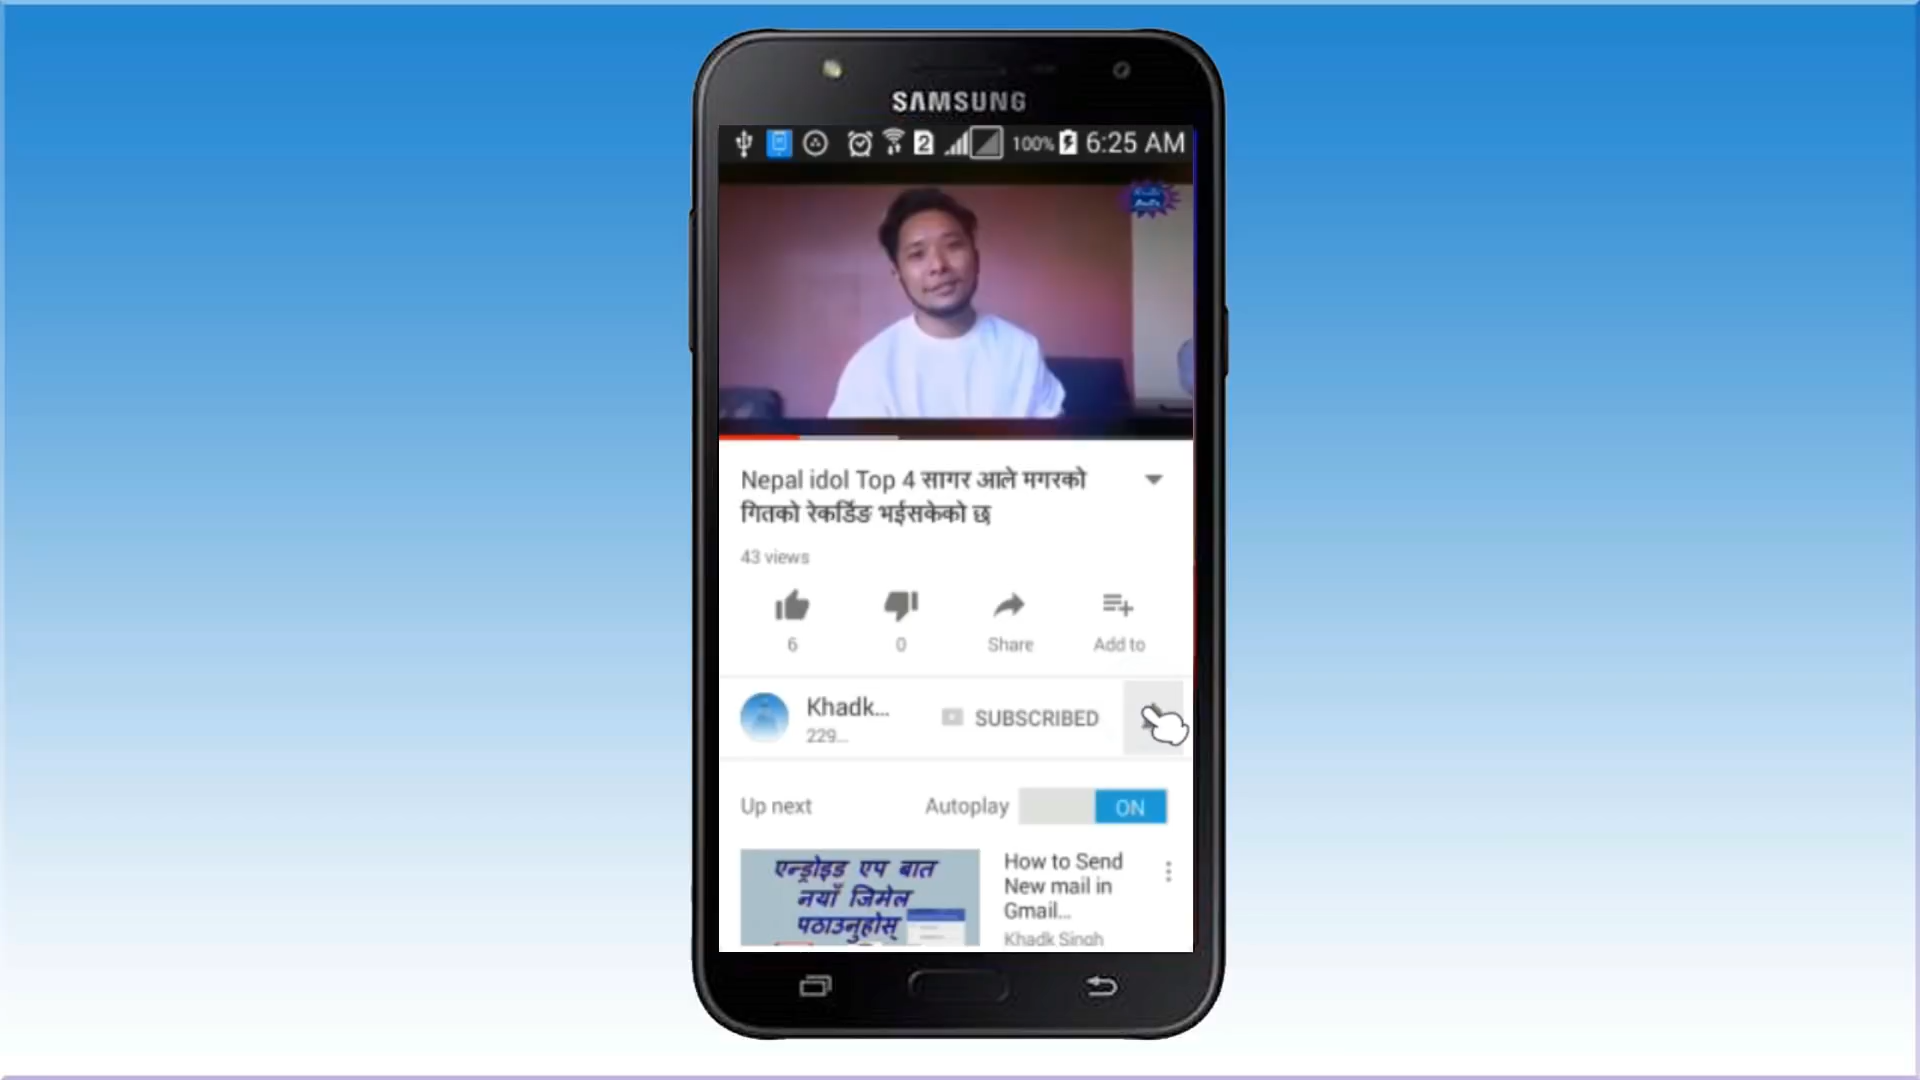 SAMSUNG
2 100% 6:25 AM
Nepal idol Top 4 सागर आले मगरको
गितको रेकर्डिङ भईसकेको छ
43 views
6
0
Share
Add to
Khadk...
229...
SUBSCRIBED
Up next
Autoplay
ON
एन्ड्रोइड एप बात
नयाँ जिमेल
पठाउनुहोस्
How to Send
New mail in
Gmail...
Khadk Singh